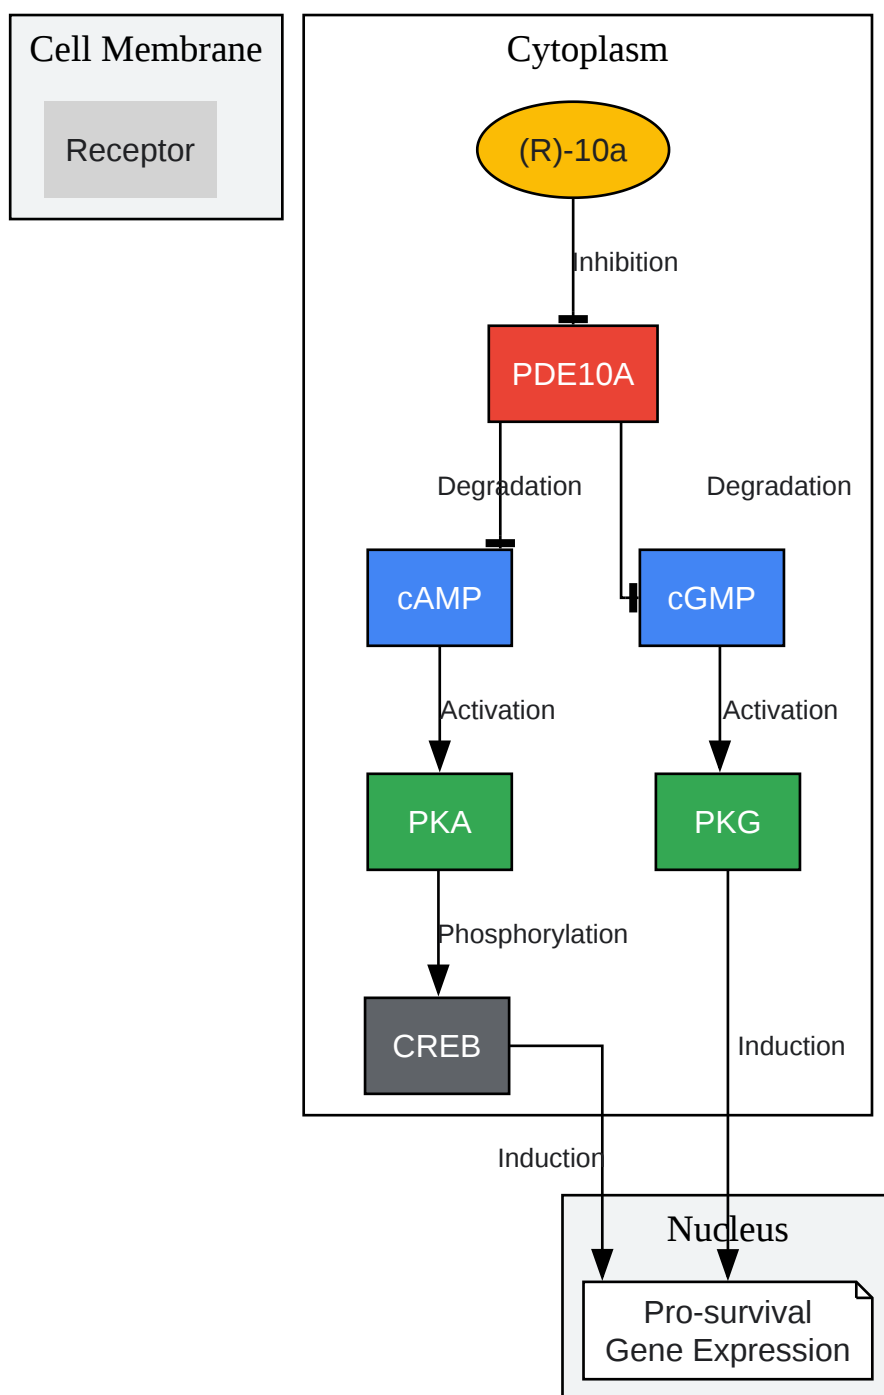 Cell Membrane
Receptor
Cytoplasm
(R)-10a
Inhibition
PDE10A
Degradation
Degradation
cAMP
cGMP
Activation
Activation
PKA
PKG
Phosphorylation
CREB
Induction
Induction
Nucleus
Pro-survival
Gene Expression